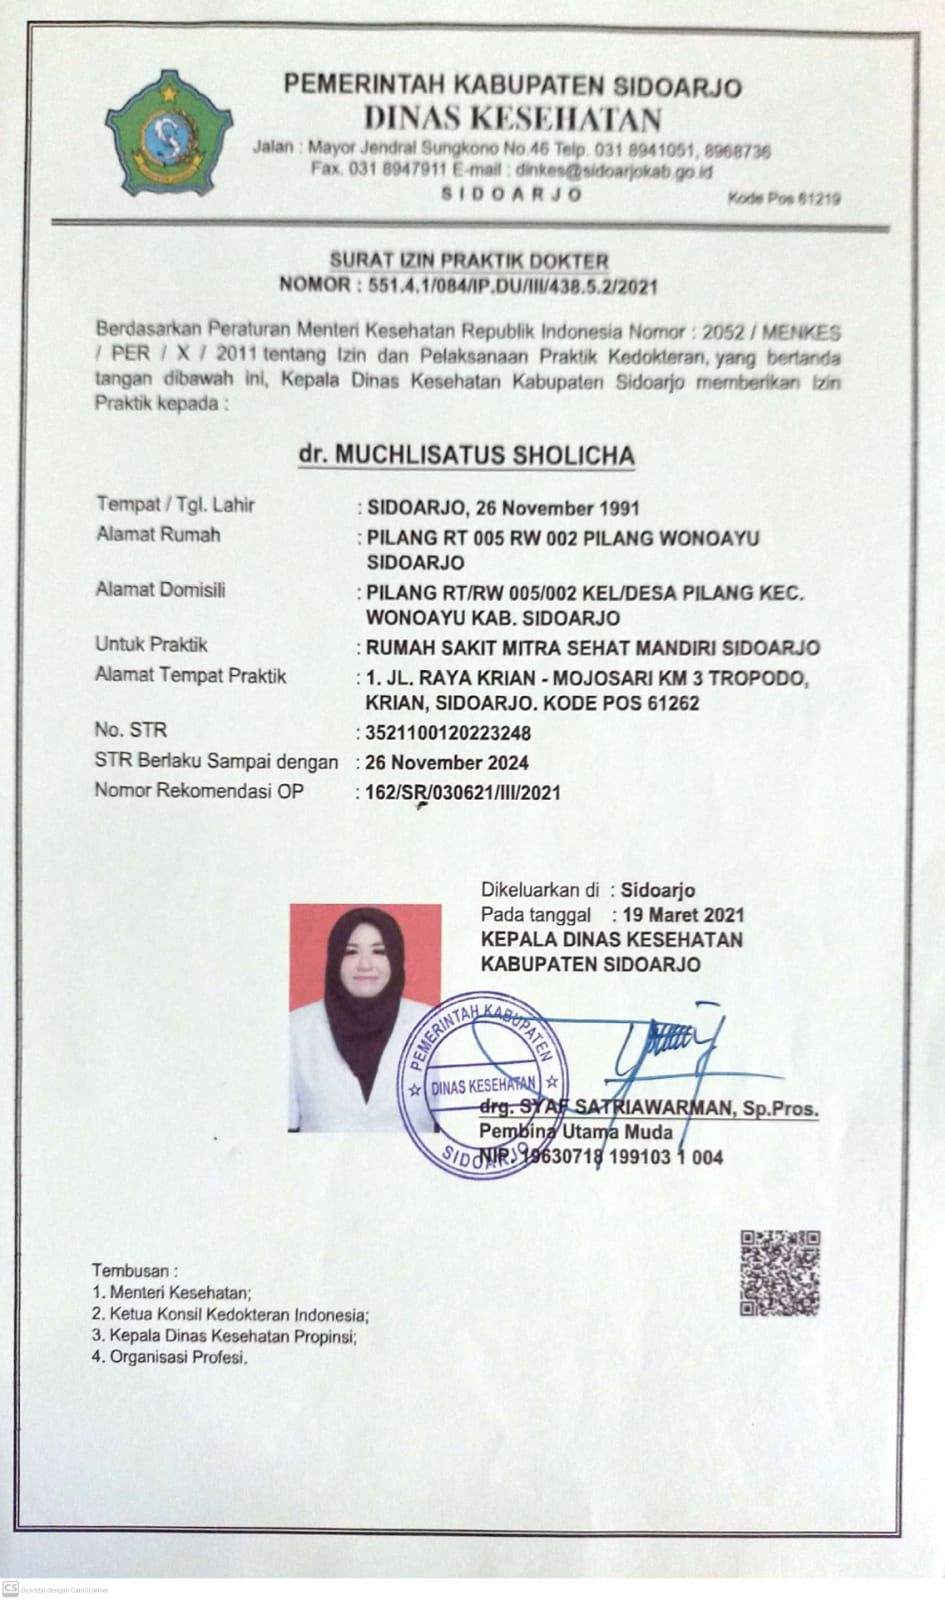 PEMERINTAH KABUPATEN SIDOARJO
DINAS KESEHATAN
Jalan : Mayor Jendral Sungkono No.46 Telp. 031 8941051, 8968736
Fax. 031 8947911 E-mail : dinkes@sidoarjokab.go.id
SIDOARJO
Kode Pos 61219
SURAT IZIN PRAKTIK DOKTER
NOMOR : 551.4.1/084/IP.DU/III/438.5.2/2021
Berdasarkan Peraturan Menteri Kesehatan Republik Indonesia Nomor : 2052 / MENKES
/ PER / X / 2011 tentang Izin dan Pelaksanaan Praktik Kedokteran, yang bertanda
tangan dibawah ini, Kepala Dinas Kesehatan Kabupaten Sidoarjo memberikan Izin
Praktik kepada :
dr. MUCHLISATUS SHOLICHA
Tempat / Tgl. Lahir : SIDOARJO, 26 November 1991
Alamat Rumah : PILANG RT 005 RW 002 PILANG WONOAYU
SIDOARJO
Alamat Domisili : PILANG RT/RW 005/002 KEL/DESA PILANG KEC.
WONOAYU KAB. SIDOARJO
Untuk Praktik : RUMAH SAKIT MITRA SEHAT MANDIRI SIDOARJO
Alamat Tempat Praktik : 1. JL. RAYA KRIAN - MOJOSARI KM 3 TROPODO,
KRIAN, SIDOARJO. KODE POS 61262
No. STR : 3521100120223248
STR Berlaku Sampai dengan : 26 November 2024
Nomor Rekomendasi OP : 162/SR/030621/III/2021
Dikeluarkan di : Sidoarjo
Pada tanggal : 19 Maret 2021
KEPALA DINAS KESEHATAN
KABUPATEN SIDOARJO
PEMERINTAH KABUPATEN
DINAS KESEHATAN
SIDOARJO
drg. SYAF SATRIAWARMAN, Sp.Pros.
Pembina Utama Muda
NIP. 19630718 199103 1 004
Tembusan :
1. Menteri Kesehatan;
2. Ketua Konsil Kedokteran Indonesia;
3. Kepala Dinas Kesehatan Propinsi;
4. Organisasi Profesi.
CS Dipindai dengan CamScanner